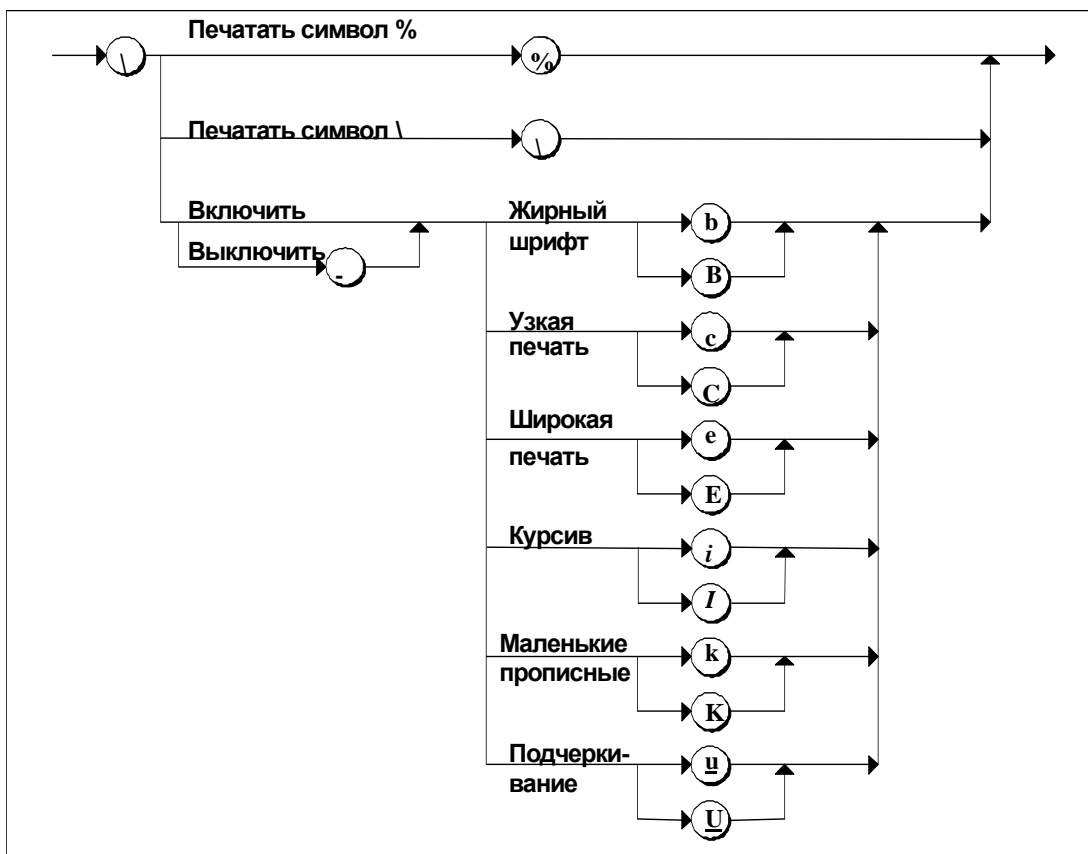 Печатать символ %
\
%
Печатать символ \
\
Включить
Выключить
-
Жирный
шрифт
b
B
Узкая
печать
c
C
Широкая
печать
e
E
Курсив
i
I
Маленькие
прописные
k
K
Подчерки-
вание
u
U